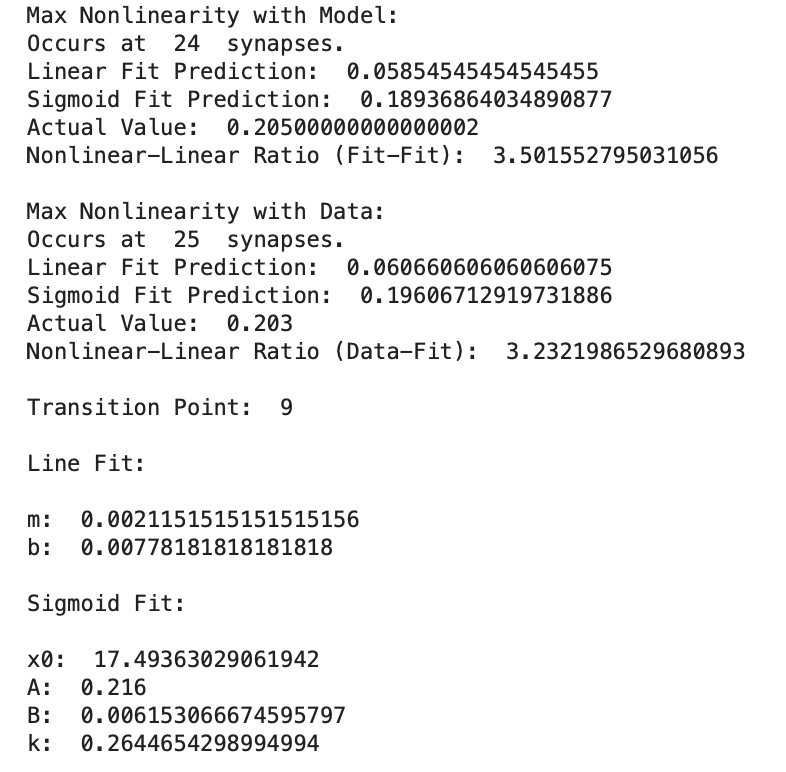 Max Nonlinearity with Model:
Occurs at  24  synapses.
Linear Fit Prediction:  0.05854545454545455
Sigmoid Fit Prediction:  0.18936864034890877
Actual Value:  0.20500000000000002
Nonlinear-Linear Ratio (Fit-Fit):  3.501552795031056
Max Nonlinearity with Data:
Occurs at  25  synapses.
Linear Fit Prediction:  0.060660606060606075
Sigmoid Fit Prediction:  0.19606712919731886
Actual Value:  0.203
Nonlinear-Linear Ratio (Data-Fit):  3.2321986529680893
Transition Point:  9
Line Fit:
m:  0.0021151515151515156
b:  0.00778181818181818
Sigmoid Fit:
x0:  17.49363029061942
A:  0.216
B:  0.006153066674595797
k:  0.2644654298994994